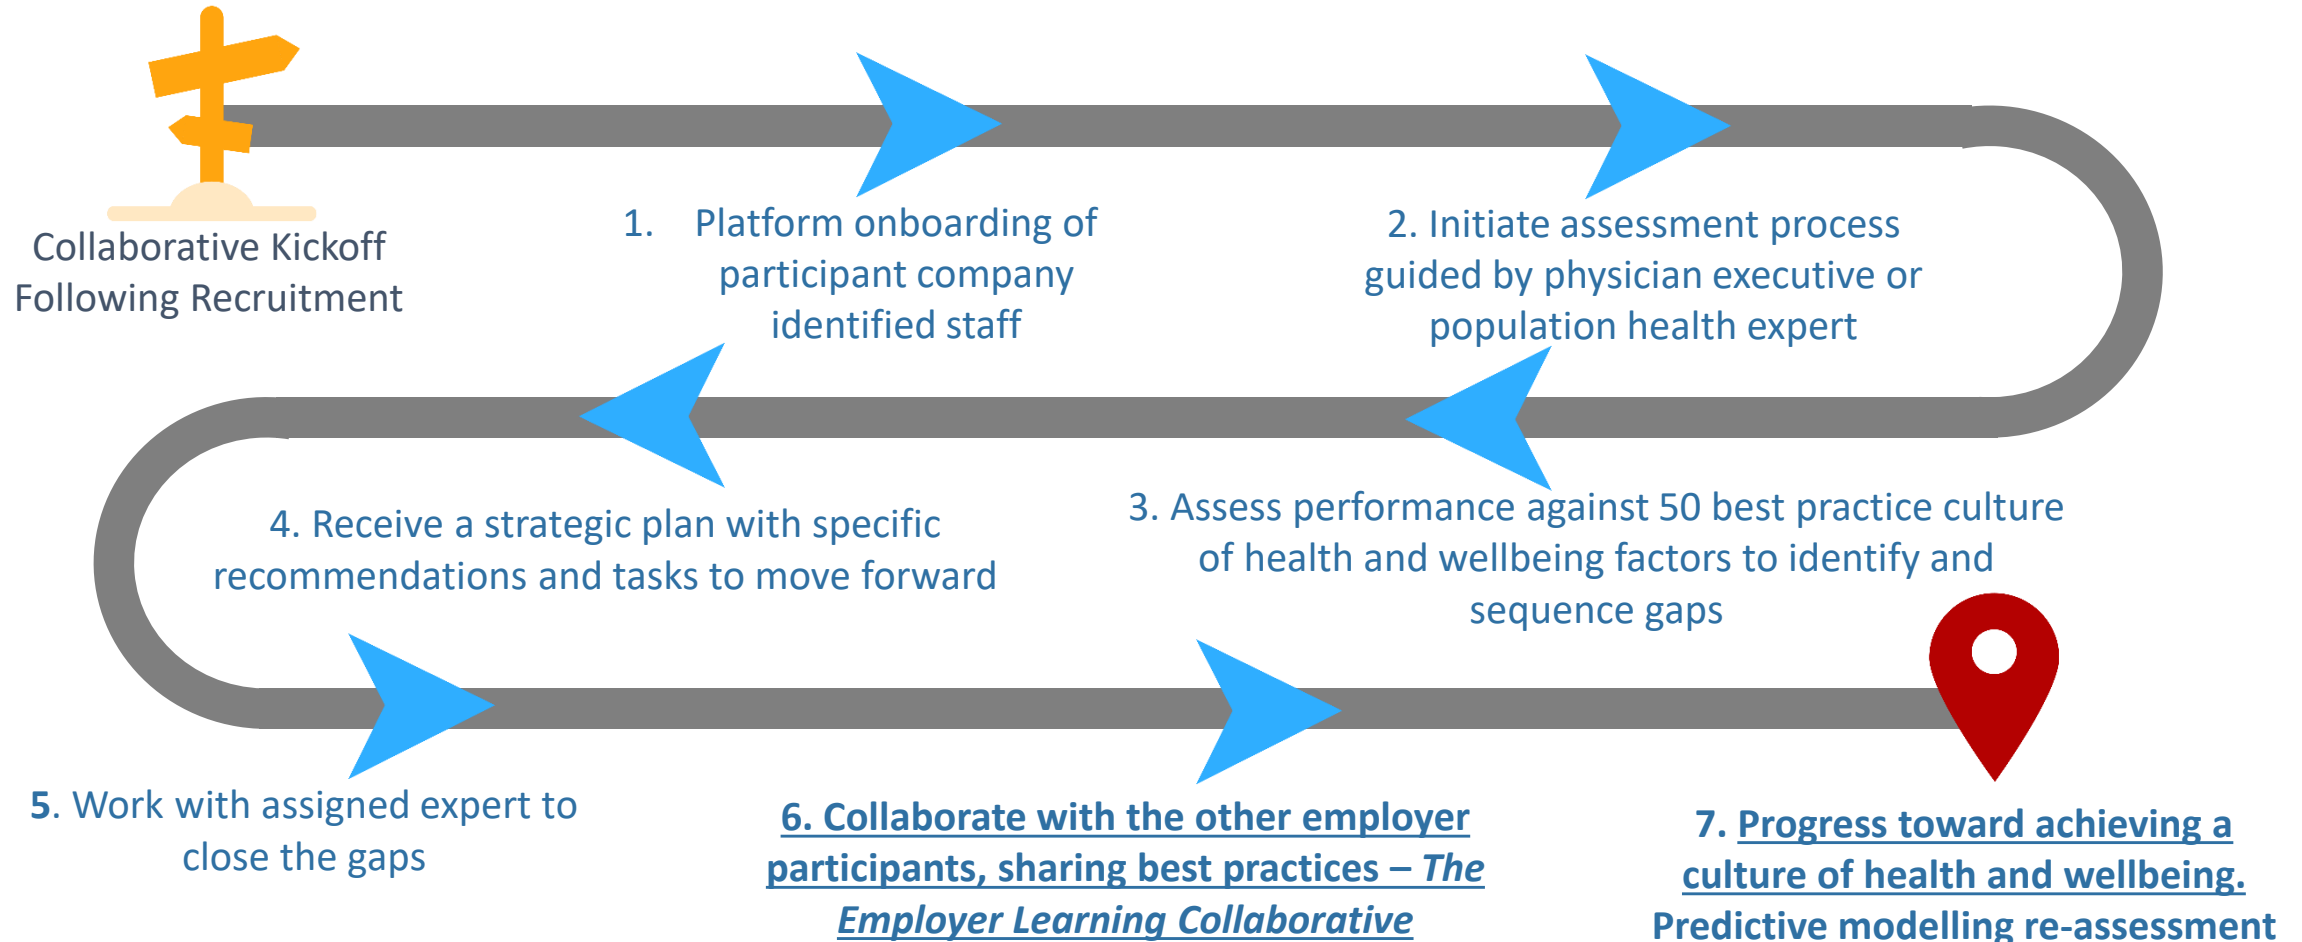 Collaborative Kickoff
Following Recruitment
1. Platform onboarding of
participant company
identified staff
2. Initiate assessment process
guided by physician executive or
population health expert
3. Assess performance against 50 best practice culture
of health and wellbeing factors to identify and
sequence gaps
4. Receive a strategic plan with specific
recommendations and tasks to move forward
5. Work with assigned expert to
close the gaps
6. Collaborate with the other employer
participants, sharing best practices – The
Employer Learning Collaborative
7. Progress toward achieving a
culture of health and wellbeing.
Predictive modelling re-assessment